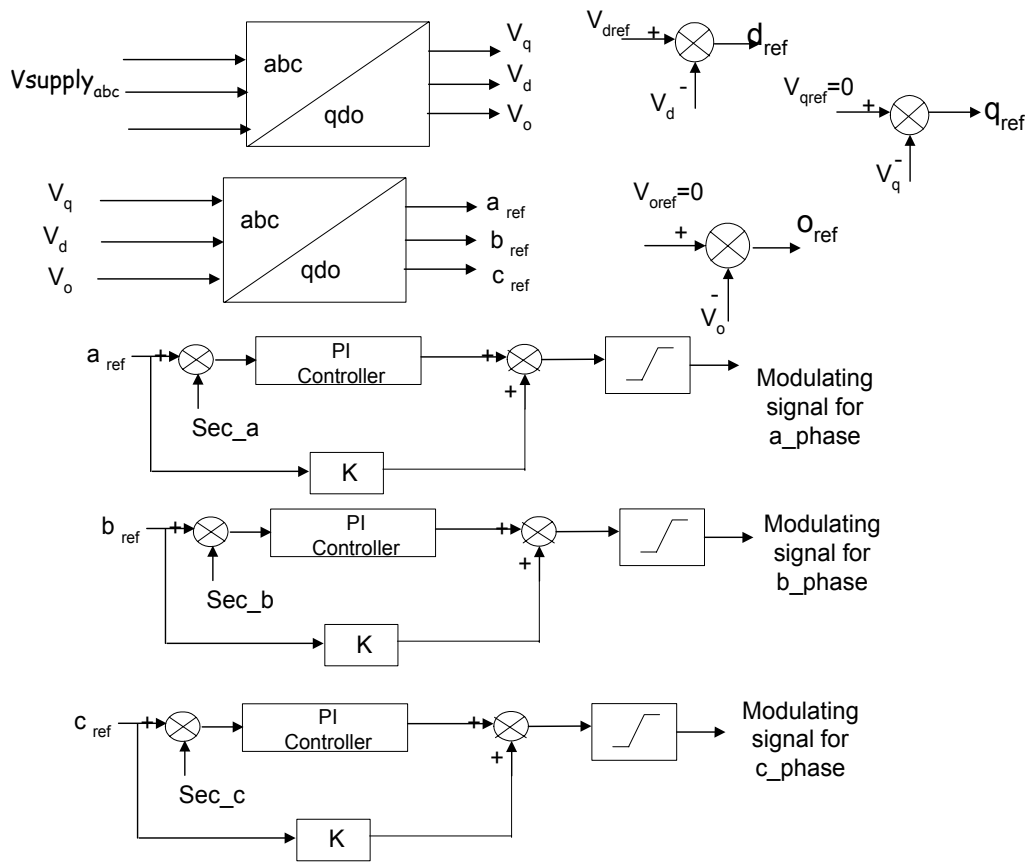 Vsupply_abc
abc
qdo
V_q
V_d
V_o
V_dref
+
d_ref
-
V_d
V_qref=0
+
q_ref
-
V_q
V_q
V_d
V_o
abc
qdo
a_ref
b_ref
c_ref
V_oref=0
+
o_ref
-
V_o
a_ref
+
PI
Controller
+
+
Sec_a
K
Modulating
signal for
a_phase
b_ref
+
PI
Controller
+
+
Sec_b
K
Modulating
signal for
b_phase
c_ref
+
PI
Controller
+
+
Sec_c
K
Modulating
signal for
c_phase